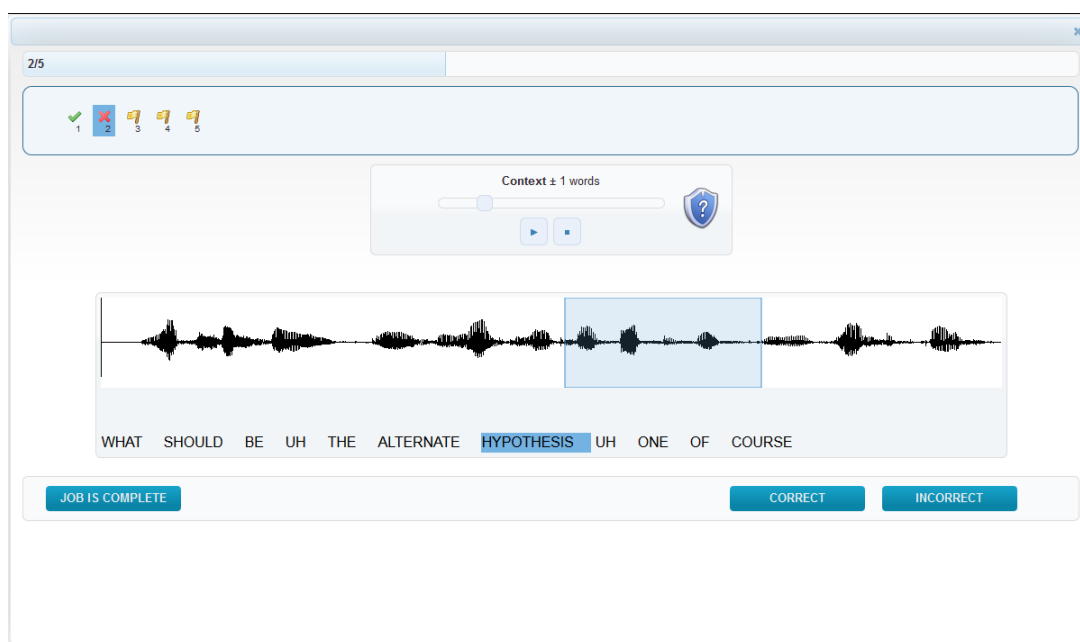 2/5
1 2 3 4 5
Context ± 1 words
?
WHAT SHOULD BE UH THE ALTERNATE HYPOTHESIS UH ONE OF COURSE
JOB IS COMPLETE CORRECT INCORRECT